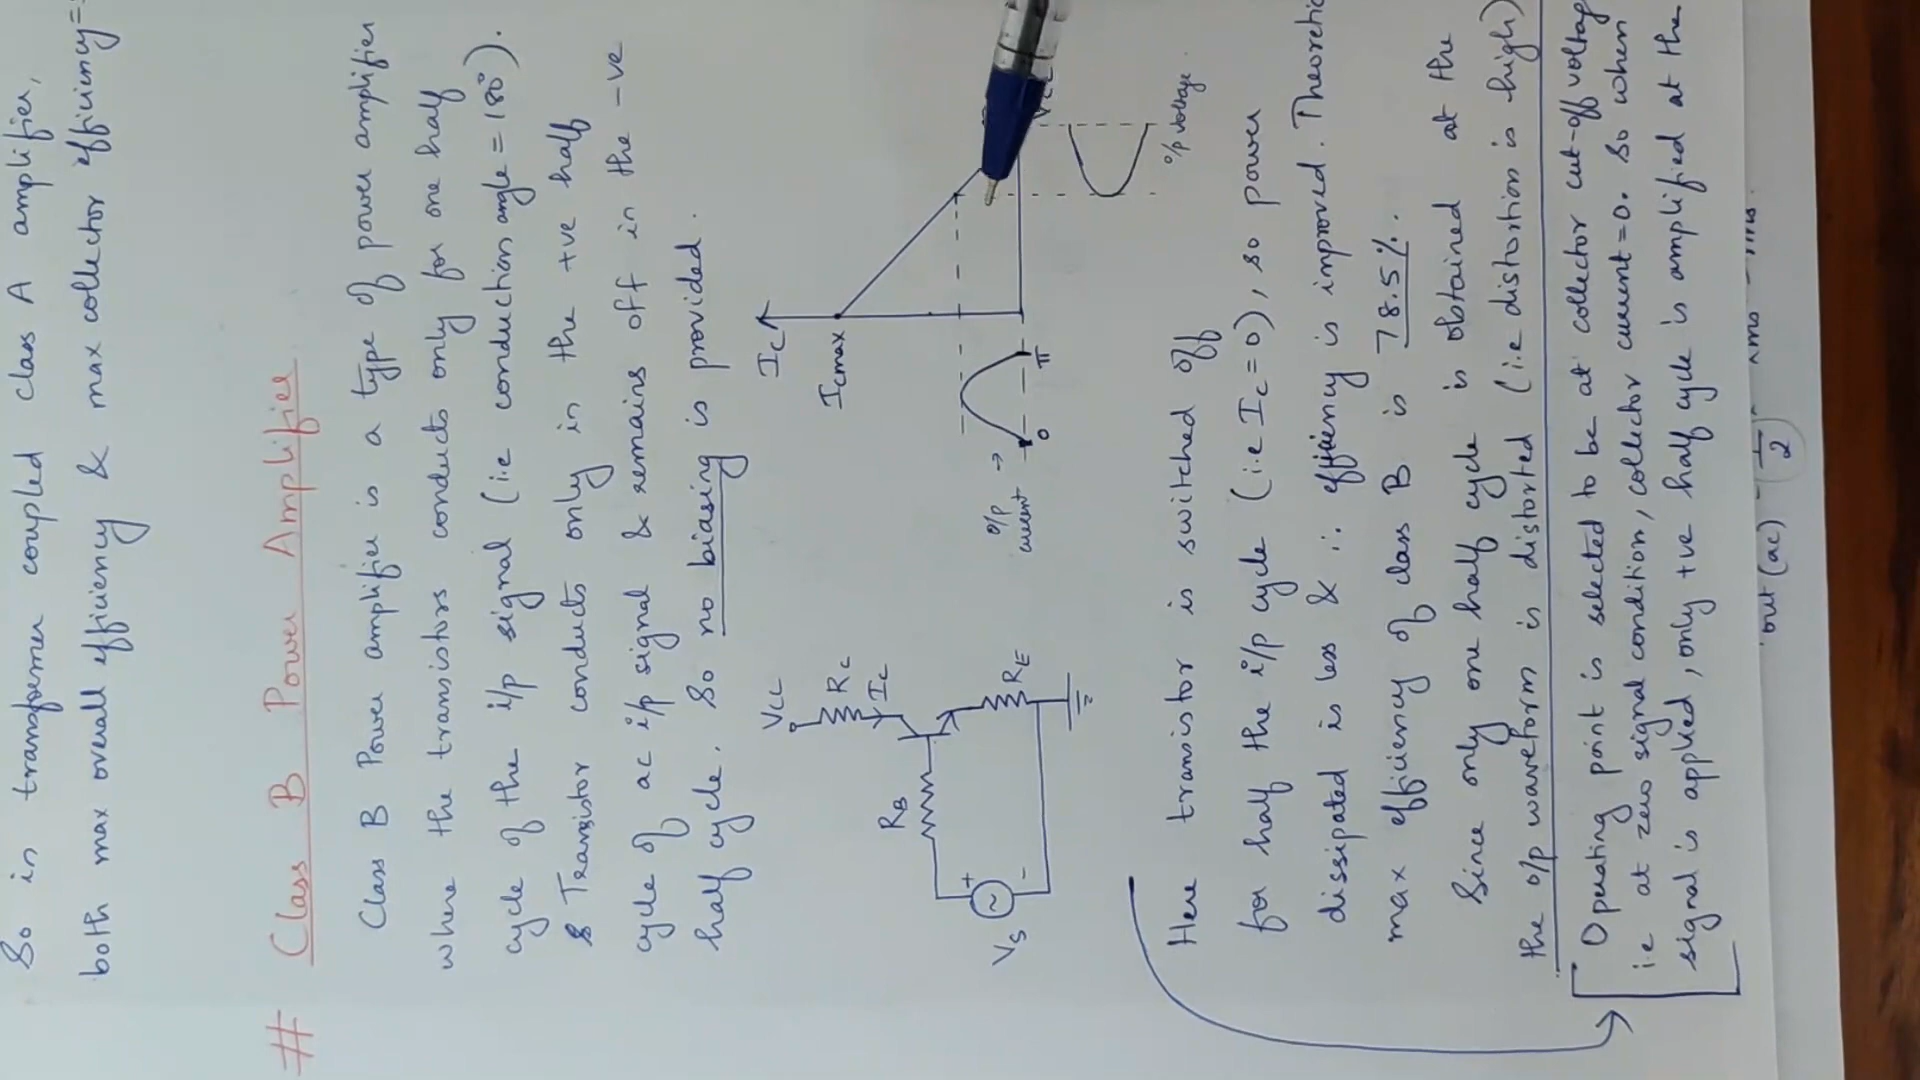 So in transformer coupled class A amplifier,
both max overall efficiency & max collector efficiency =
# Class B Power Amplifier
Class B Power amplifier is a type of power amplifier
where the transistors conducts only for one half
cycle of the i/p signal (i.e conduction angle = 180°).
& Transistor conducts only in the +ve half
cycle of ac i/p signal & remains off in the -ve
half cycle. So no biasing is provided.
VCC
RC
IC
RB
RE
VS
+
-
IC
ICmax
o/p current →
0
π
o/p voltage
Here transistor is switched off
for half the i/p cycle (i.e IC = 0), so power
dissipated is less & ∴ efficiency is improved. Theoretic
max efficiency of class B is 78.5%.
Since only one half cycle is obtained at the
the o/p waveform is distorted (i.e distortion is high)
Operating point is selected to be at collector cut-off voltag
i.e at zero signal condition, collector current = 0. So when
signal is applied, only +ve half cycle is amplified at the
out (ac)
2